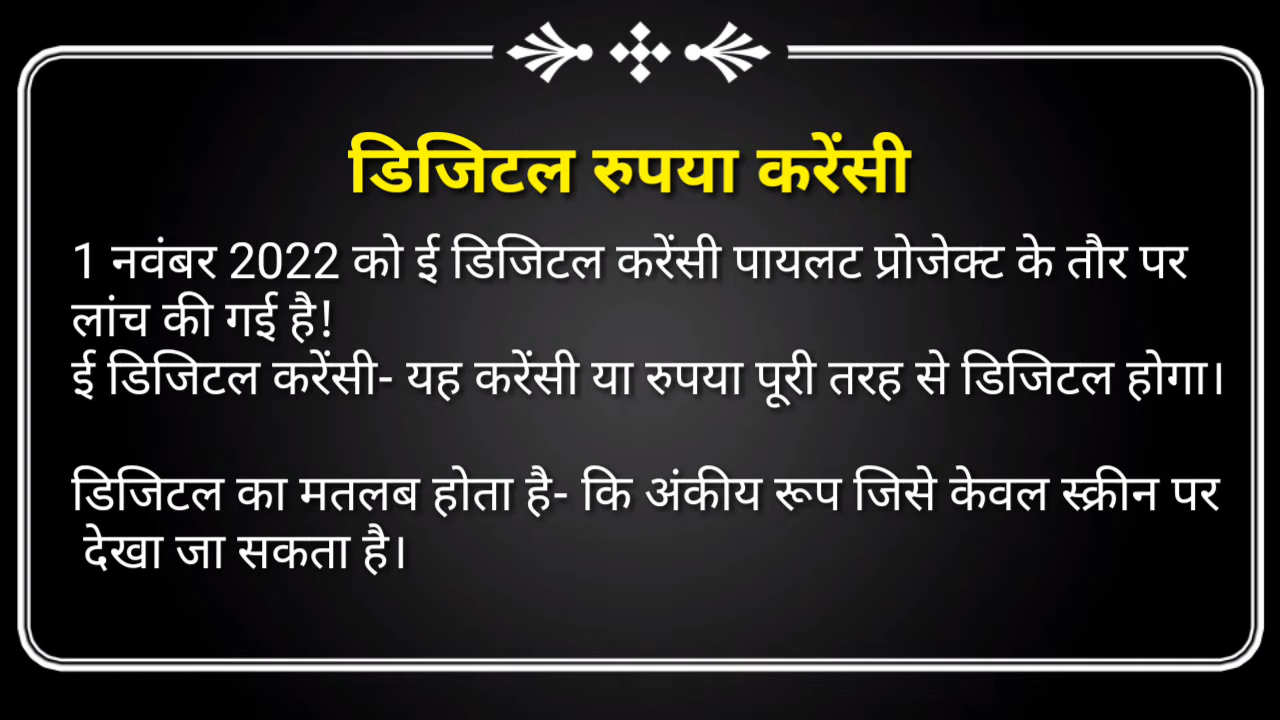 डिजिटल रुपया करेंसी
1 नवंबर 2022 को ई डिजिटल करेंसी पायलट प्रोजेक्ट के तौर पर
लांच की गई है!
ई डिजिटल करेंसी- यह करेंसी या रुपया पूरी तरह से डिजिटल होगा।
डिजिटल का मतलब होता है- कि अंकीय रूप जिसे केवल स्क्रीन पर
देखा जा सकता है।